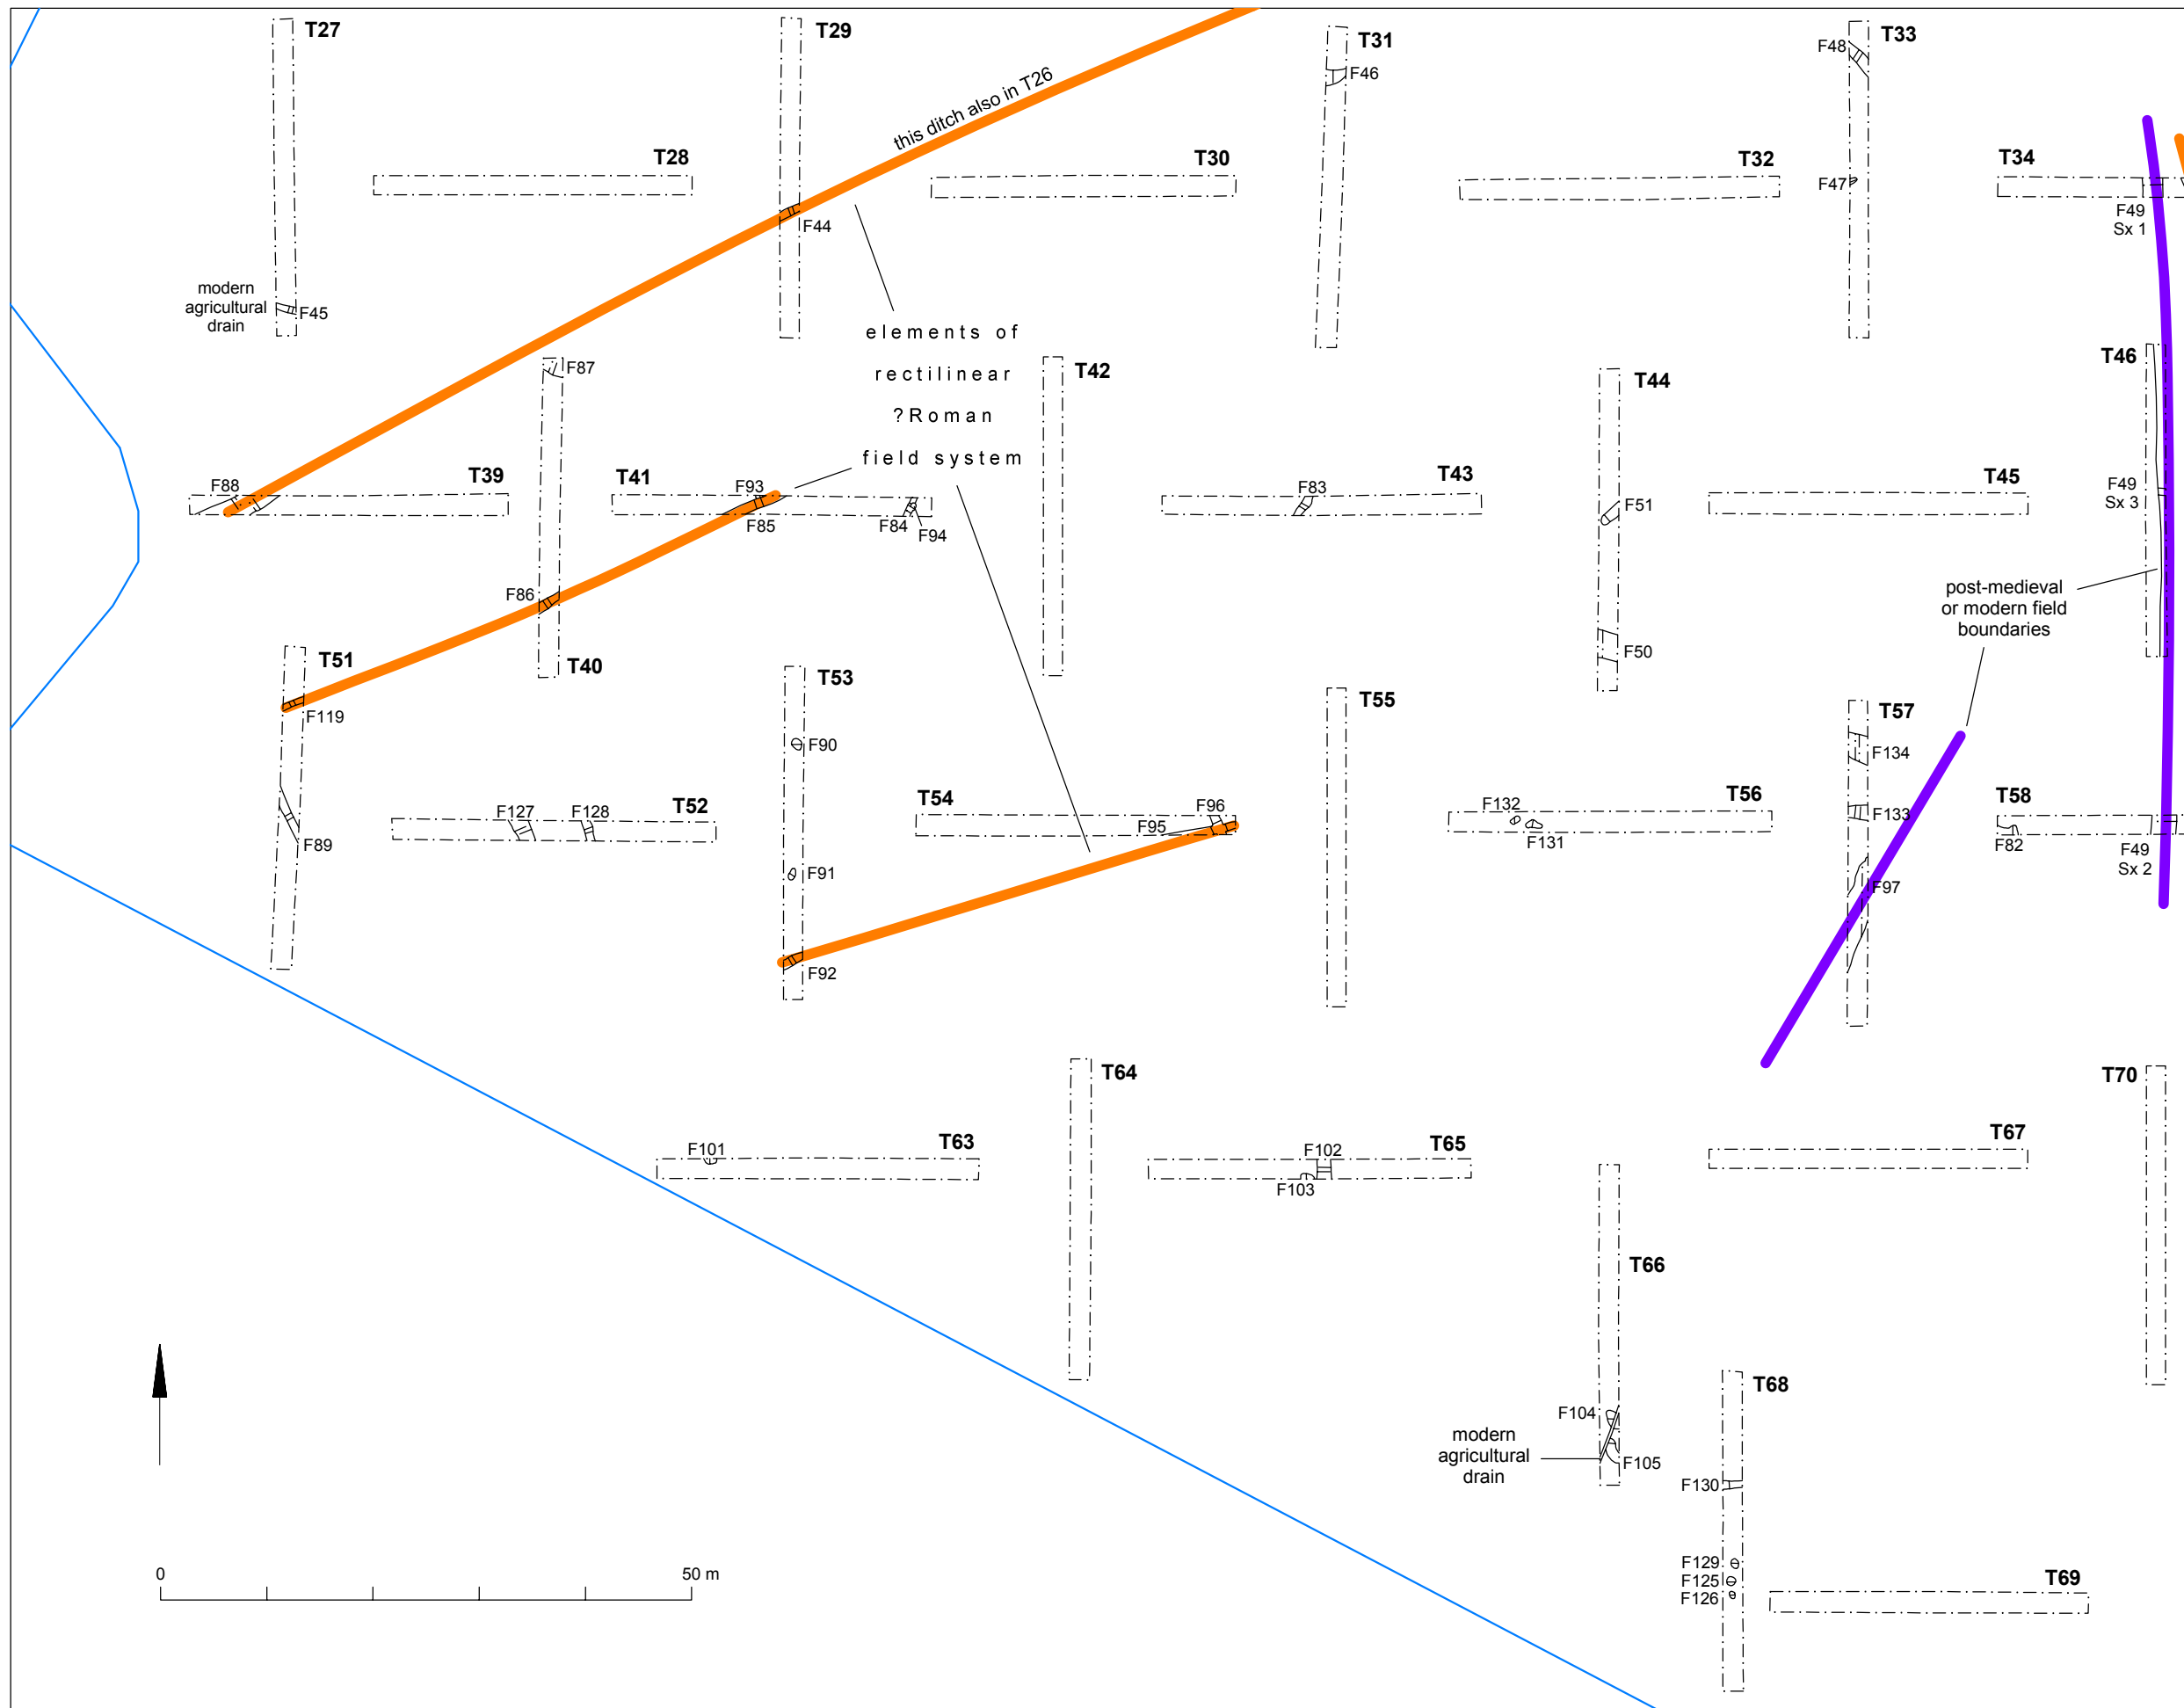 T27
T29
T31
T33
F48
F46
this ditch also in T26
T28
T30
T32
T34
F47
F49
Sx 1
F44
modern
agricultural
drain
F45
elements of
rectilinear
?Roman
field system
F87
T42
T44
T46
F88
T39
T41
F93
F85
F84
F94
F83
T43
F51
T45
F49
Sx 3
F86
T40
post-medieval
or modern field
boundaries
F50
T51
F119
T53
F90
T55
T57
F134
F127
F128
T52
T54
F96
F95
F132
F131
T56
F133
T58
F82
F49
Sx 2
F89
F91
F97
F92
T64
T70
F101
T63
F102
F103
T65
T67
T66
T68
F104
modern
agricultural
drain
F105
F130
F129
F125
F126
T69
0
50 m